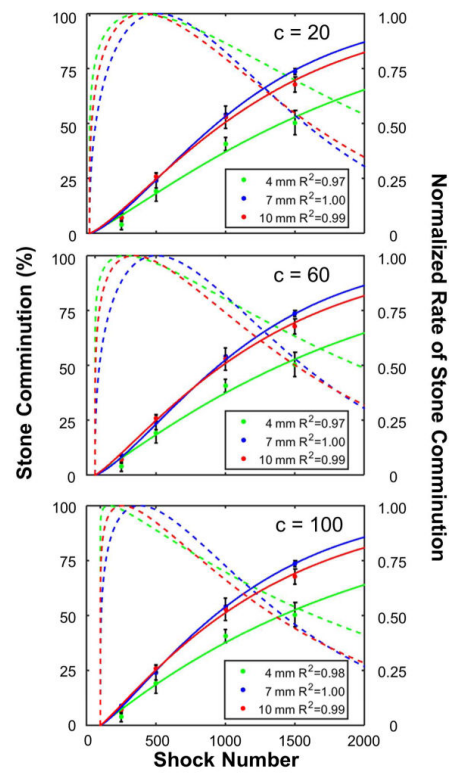 100
75
50
25
0
c = 20
4 mm R²=0.97
7 mm R²=1.00
10 mm R²=0.99
1.00
0.75
0.50
0.25
0
100
75
50
25
0
c = 60
4 mm R²=0.97
7 mm R²=1.00
10 mm R²=0.99
1.00
0.75
0.50
0.25
0
100
75
50
25
0
c = 100
4 mm R²=0.98
7 mm R²=1.00
10 mm R²=0.99
1.00
0.75
0.50
0.25
0
0 500 1000 1500 2000
Shock Number
Stone Comminution (%)
Normalized Rate of Stone Comminution